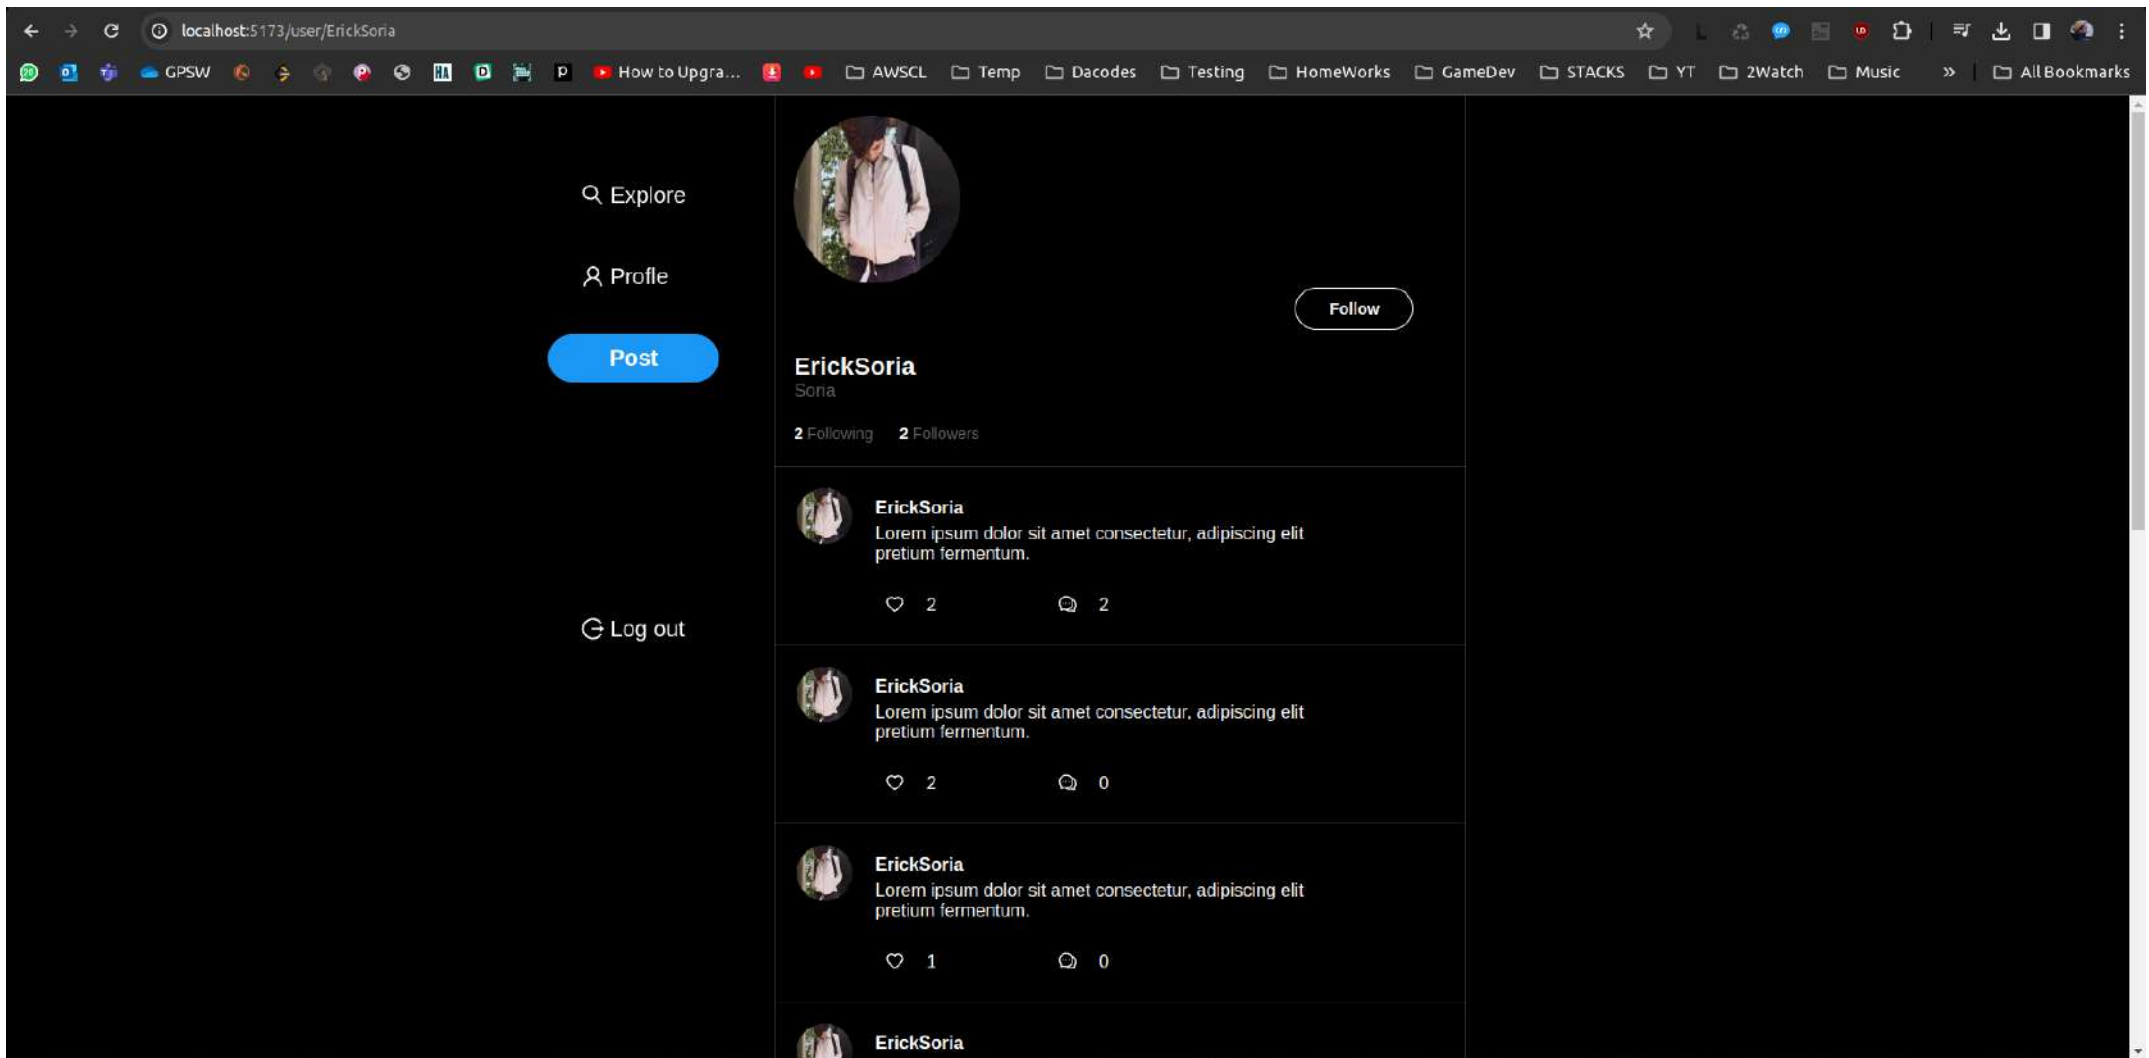 localhost:5173/user/ErickSoria
GPSW
How to Upgra...
AWSCL
Temp
Dacodes
Testing
HomeWorks
GameDev
STACKS
YT
2Watch
Music
»
All Bookmarks
Explore
Profle
Post
Log out
Follow
ErickSoria
Soria
2 Following 2 Followers
ErickSoria
Lorem ipsum dolor sit amet consectetur, adipiscing elit
pretium fermentum.
2 2
ErickSoria
Lorem ipsum dolor sit amet consectetur, adipiscing elit
pretium fermentum.
2 0
ErickSoria
Lorem ipsum dolor sit amet consectetur, adipiscing elit
pretium fermentum.
1 0
ErickSoria